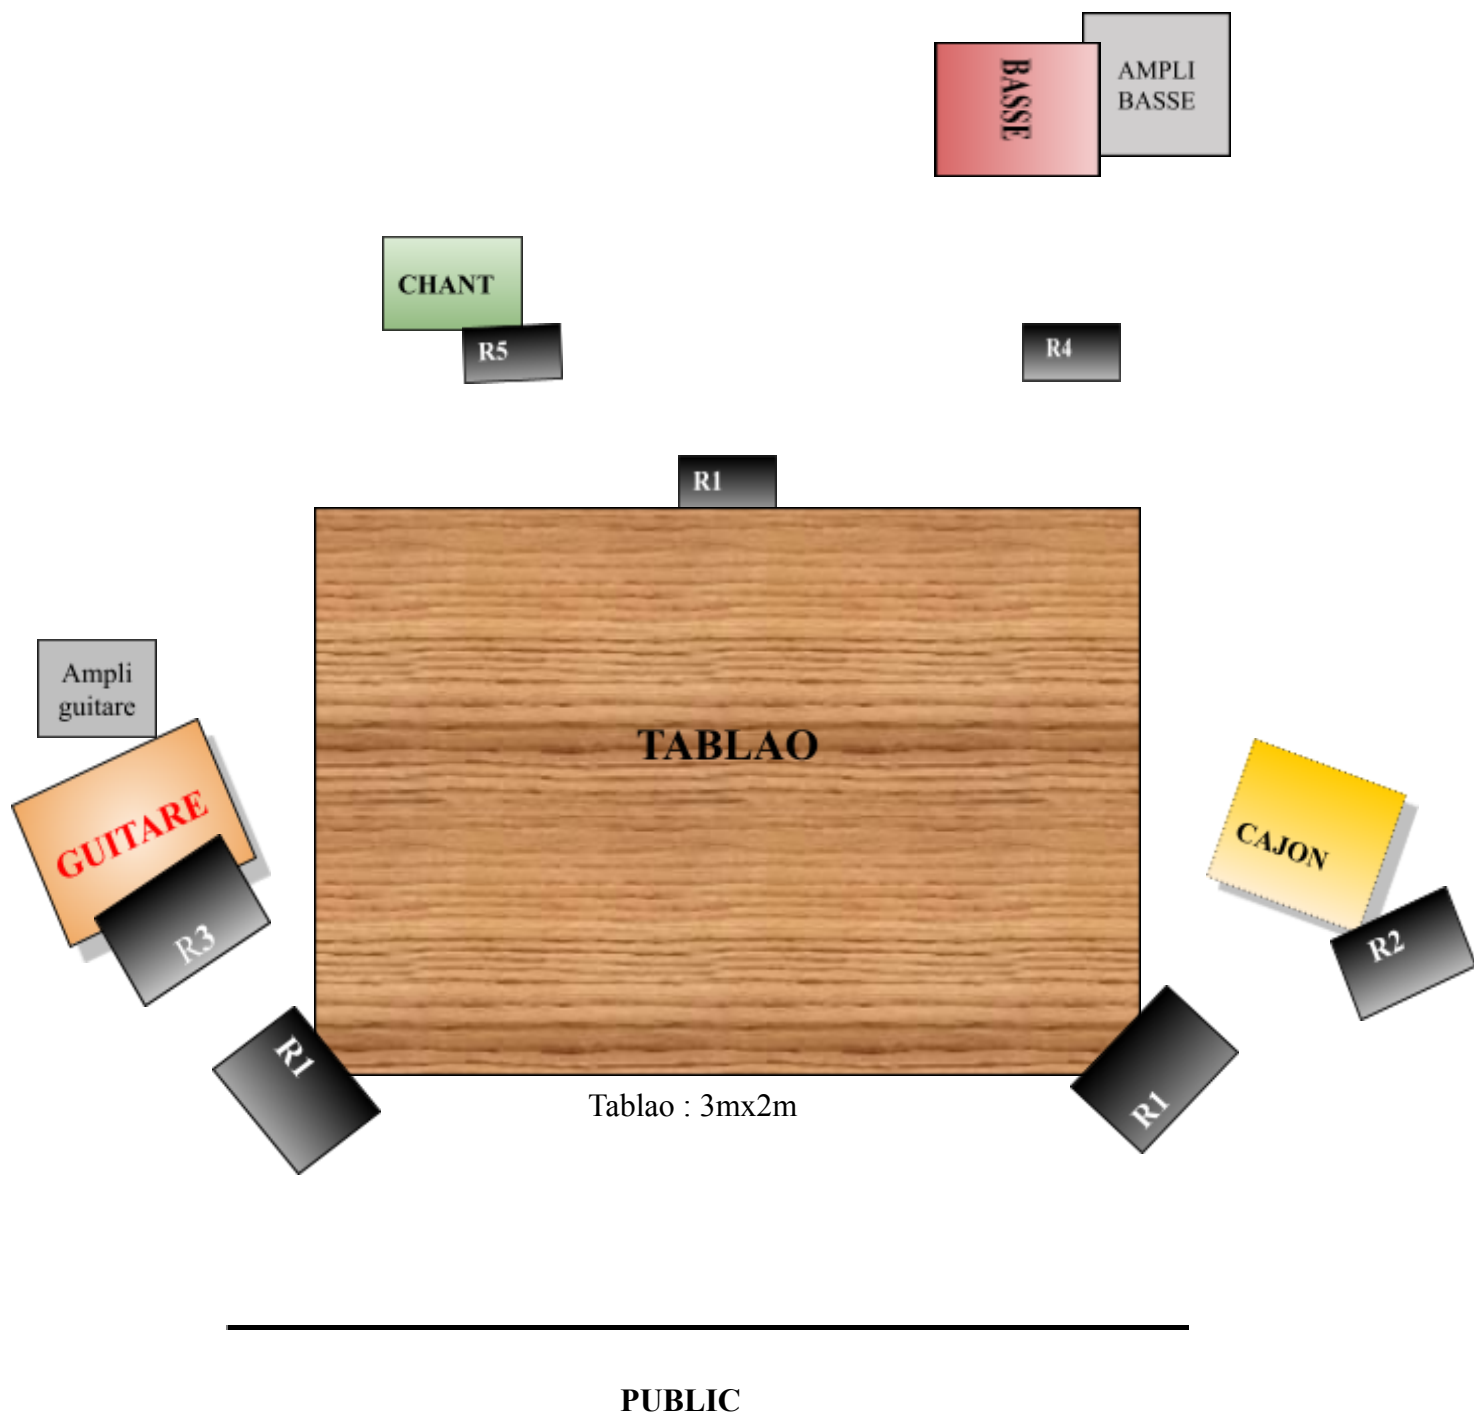 BASSE
AMPLI
BASSE
CHANT
R5
R4
R1
Ampli
guitare
TABLAO
GUITARE
CAJON
R3
R2
R1
R1
Tablao : 3mx2m
PUBLIC